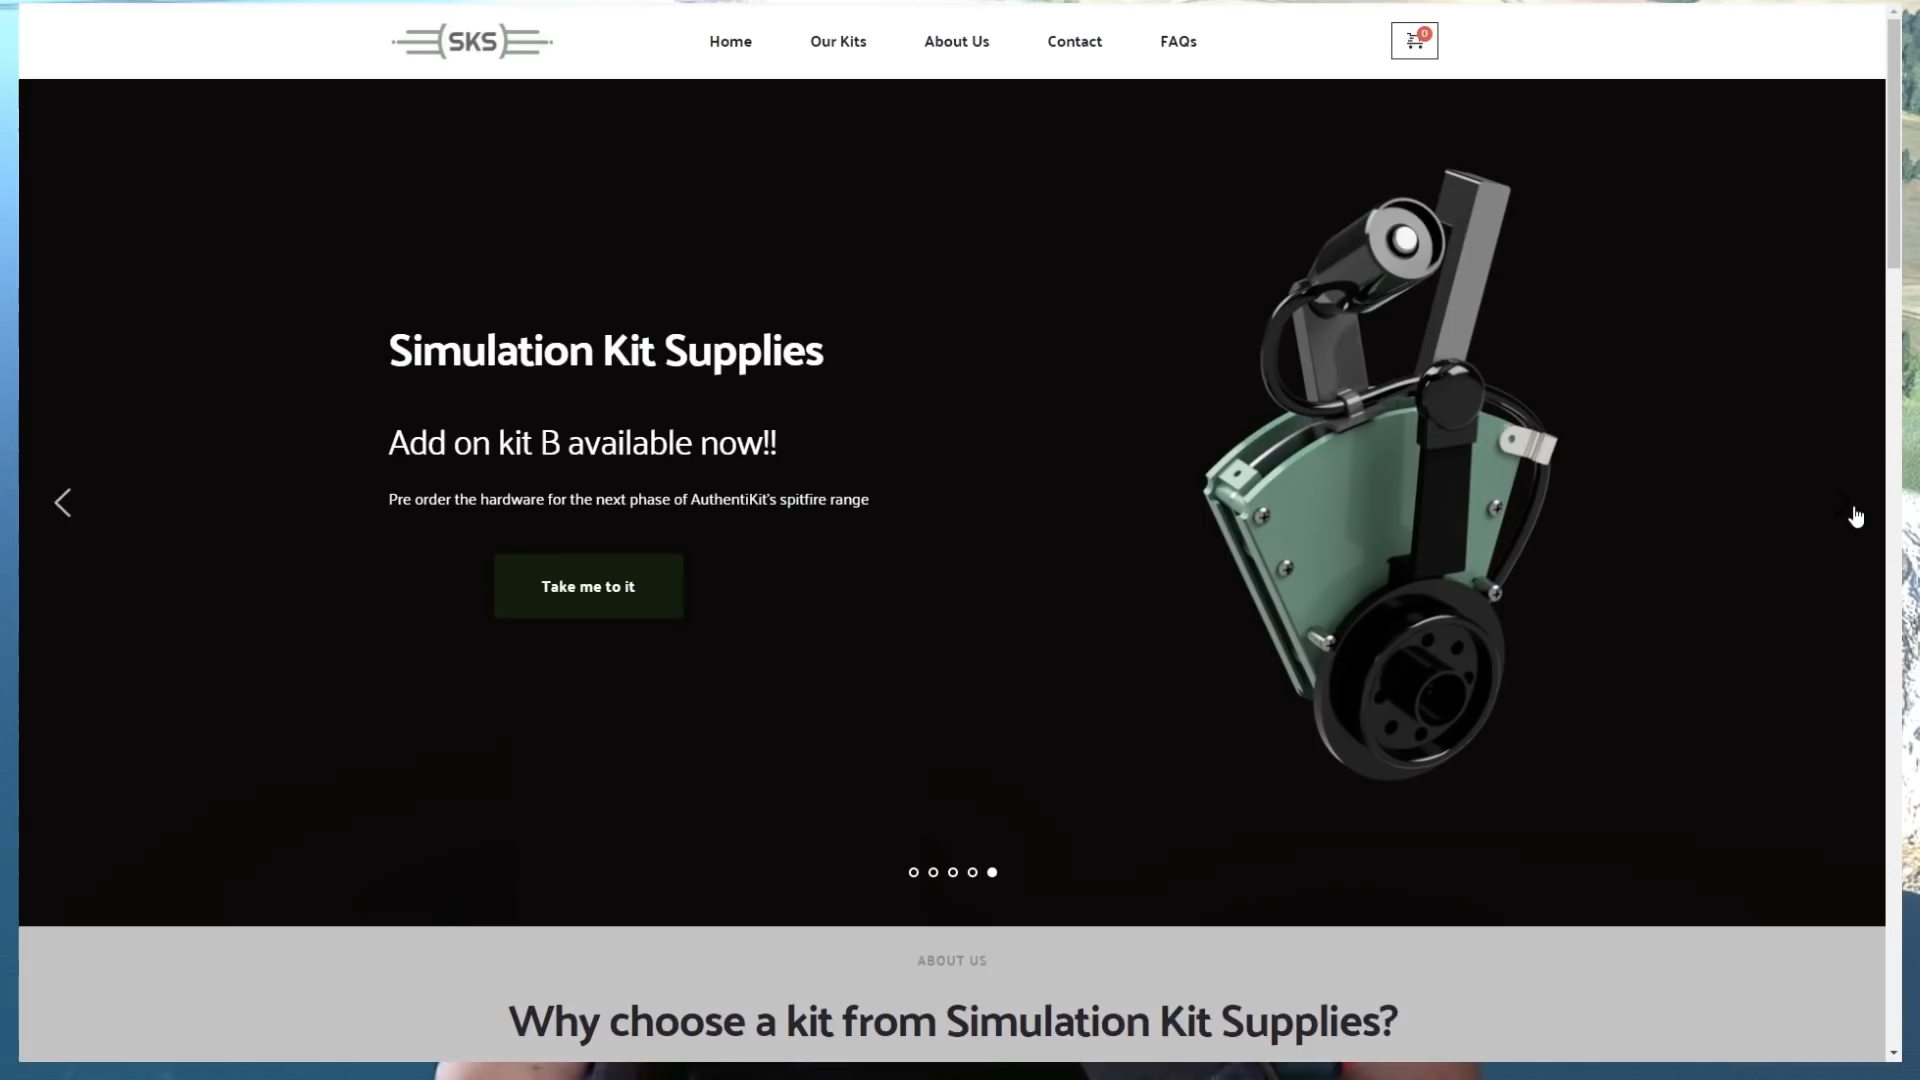 SKS
Home
Our Kits
About Us
Contact
FAQs
0
Simulation Kit Supplies
Add on kit B available now!!
Pre order the hardware for the next phase of AuthentiKit's spitfire range
Take me to it
ABOUT US
Why choose a kit from Simulation Kit Supplies?